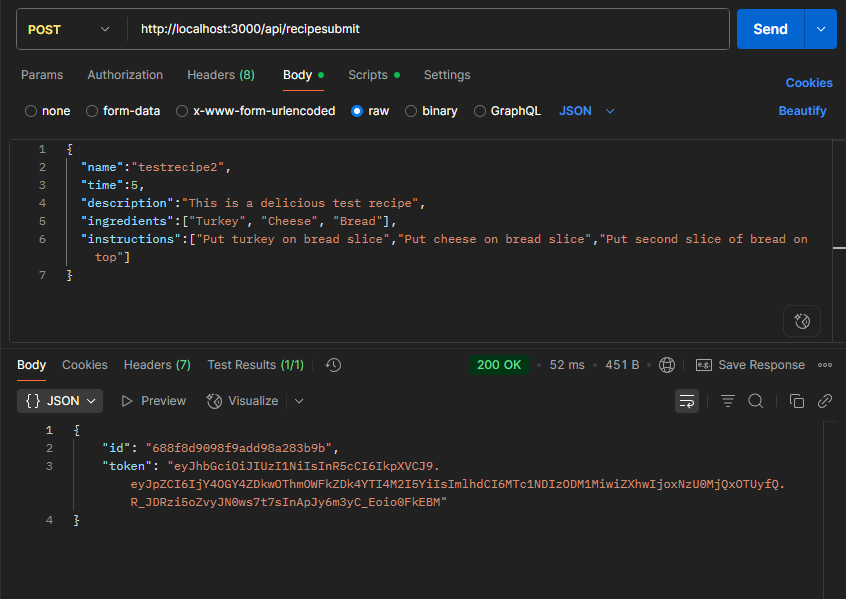 POST http://localhost:3000/api/recipesubmit Send
Params Authorization Headers (8) Body Scripts Settings Cookies
none form-data x-www-form-urlencoded raw binary GraphQL JSON Beautify
1 {
2 "name":"testrecipe2",
3 "time":5,
4 "description":"This is a delicious test recipe",
5 "ingredients":["Turkey", "Cheese", "Bread"],
6 "instructions":["Put turkey on bread slice","Put cheese on bread slice","Put second slice of bread on
top"]
7 }
Body Cookies Headers (7) Test Results (1/1) 200 OK • 52 ms • 451 B • e.g. Save Response
{} JSON Preview Visualize
1 {
2 "id": "688f8d9098f9add98a283b9b",
3 "token": "eyJhbGciOiJIUzI1NiIsInR5cCI6IkpXVCJ9.
eyJpZCI6IjY4OGY4ZDkwOThmOWFkZDk4YTI4M2I5YiIsImlhdCI6MTc1NDIzODM1MiwiZXhwIjoxNzU0MjQxOTUyfQ.
R_JDRzi5oZvyJN0ws7t7sInApJy6m3yC_Eoio0FkEBM"
4 }